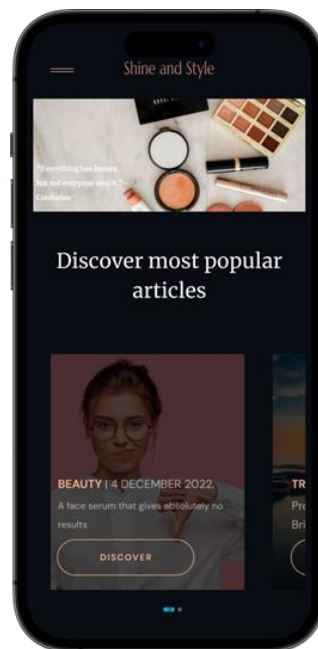 Shine and Style
"Everything has beauty,
but not everyone sees it." -
Confucius
Discover most popular
articles
BEAUTY | 4 DECEMBER 2022.
A face serum that gives absolutely no
results
DISCOVER
TR
Pro
Bri